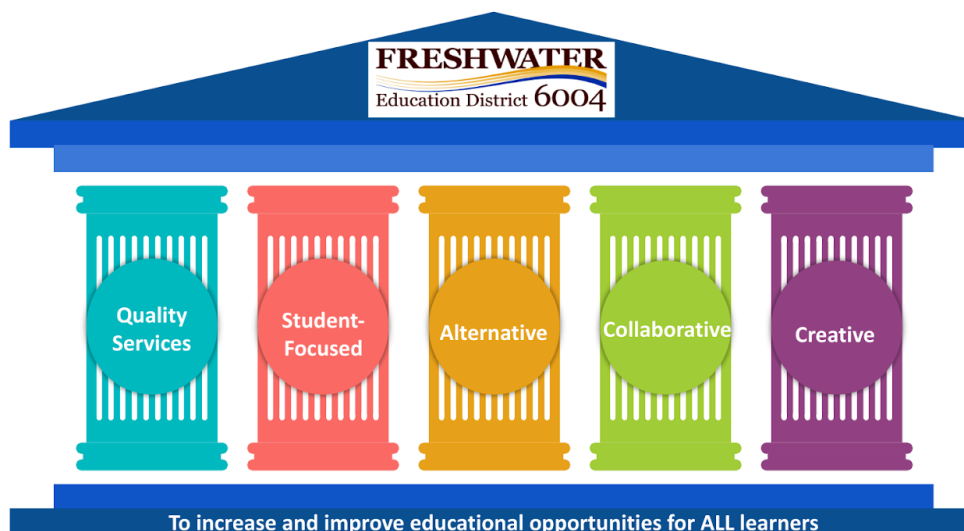 FRESHWATER
Education District 6004
Quality
Services
Student-
Focused
Alternative
Collaborative
Creative
To increase and improve educational opportunities for ALL learners